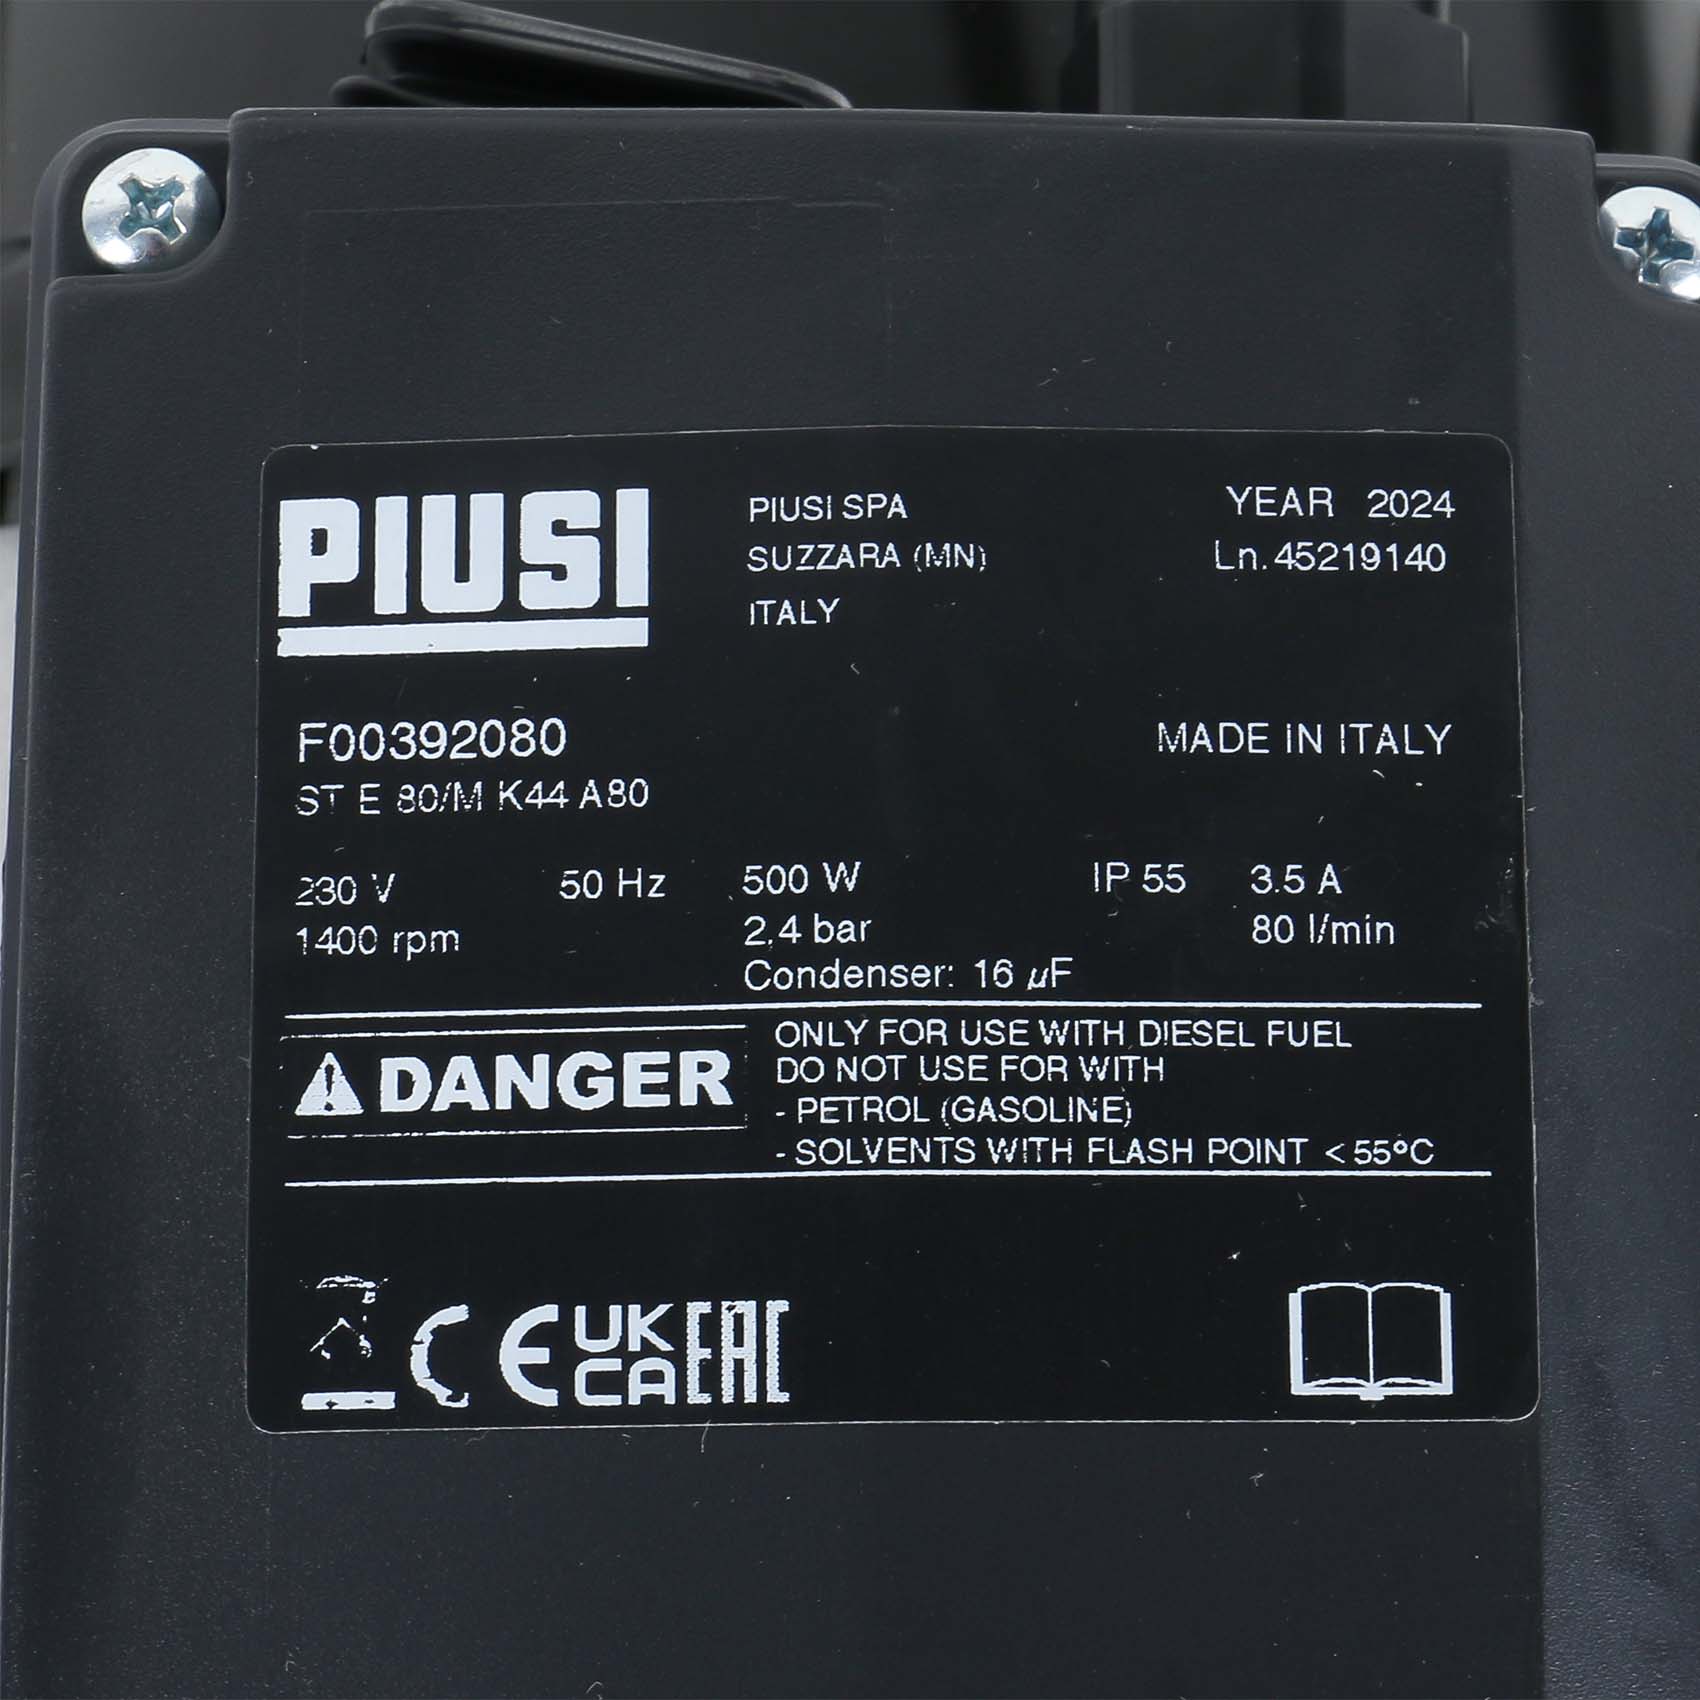 PIUSI
PIUSI SPA
SUZZARA (MN)
ITALY
YEAR 2024
Ln.45219140
F00392080
ST E 80/M K44 A80
MADE IN ITALY
230 V 50 Hz 500 W IP 55 3.5 A
1400 rpm 2,4 bar 80 l/min
Condenser: 16 µF
DANGER
ONLY FOR USE WITH DIESEL FUEL
DO NOT USE FOR WITH
- PETROL (GASOLINE)
- SOLVENTS WITH FLASH POINT < 55°C
CE UK CA EAC